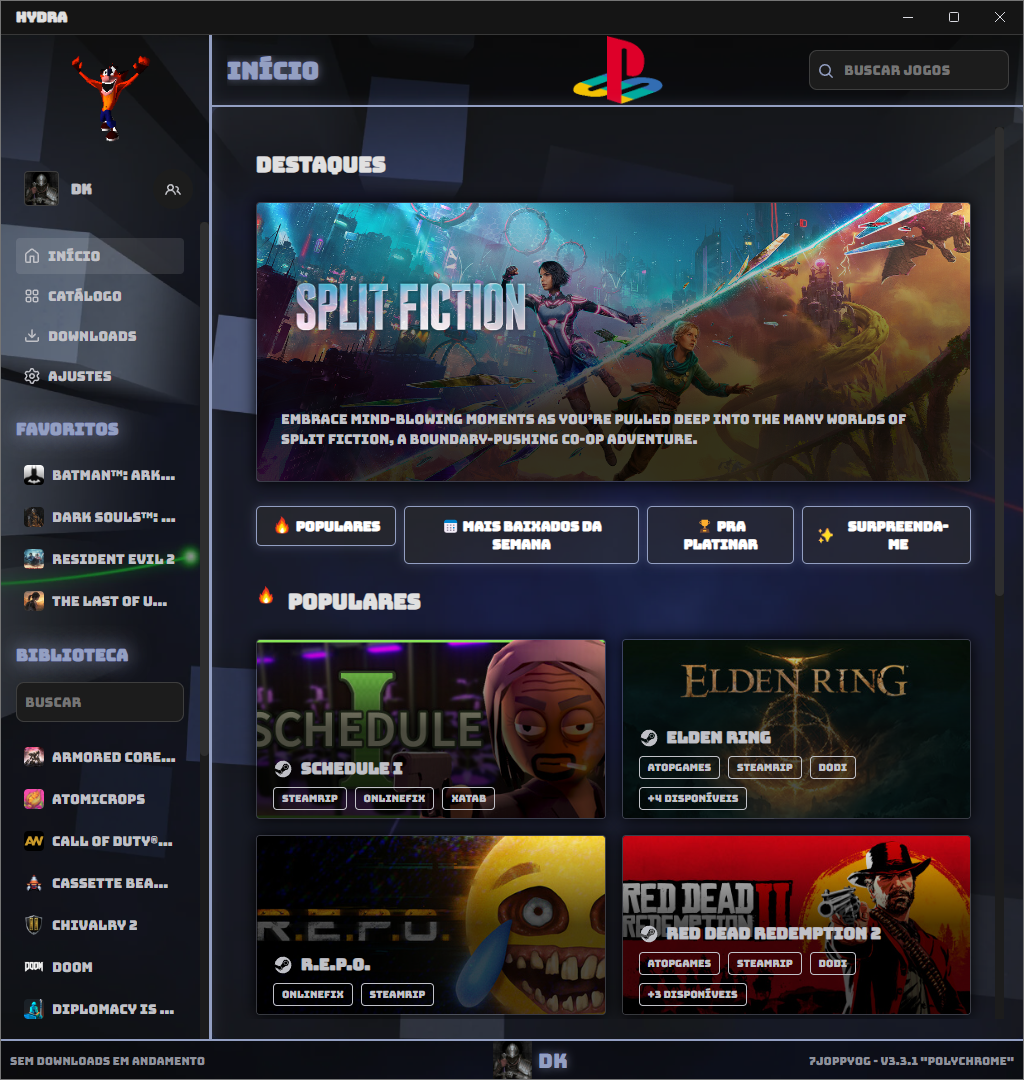 HYDRA
INÍCIO
BUSCAR JOGOS
DK
INÍCIO
CATÁLOGO
DOWNLOADS
AJUSTES
FAVORITOS
BATMAN™: ARK...
DARK SOULS™: ...
RESIDENT EVIL 2
THE LAST OF U...
BIBLIOTECA
BUSCAR
ARMORED CORE...
ATOMICROPS
AW
CALL OF DUTY®...
CASSETTE BEA...
CHIVALRY 2
DOOM
DOOM
DIPLOMACY IS ...
DESTAQUES
SPLIT FICTION
EMBRACE MIND-BLOWING MOMENTS AS YOU'RE PULLED DEEP INTO THE MANY WORLDS OF
SPLIT FICTION, A BOUNDARY-PUSHING CO-OP ADVENTURE.
🔥 POPULARES
📅 MAIS BAIXADOS DA
SEMANA
🏆 PRA
PLATINAR
✨ SURPREENDA-
ME
🔥 POPULARES
SCHEDULE I
SCHEDULE I
STEAMRIP ONLINEFIX XATAB
ELDEN RING
ELDEN RING
ATOPGAMES STEAMRIP DODI
+4 DISPONÍVEIS
R.E.P.O.
R.E.P.O.
ONLINEFIX STEAMRIP
RED DEAD
REDEMPTION II
RED DEAD REDEMPTION 2
ATOPGAMES STEAMRIP DODI
+3 DISPONÍVEIS
SEM DOWNLOADS EM ANDAMENTO
DK
7JOPPYOG - V3.3.1 "POLYCHROME"